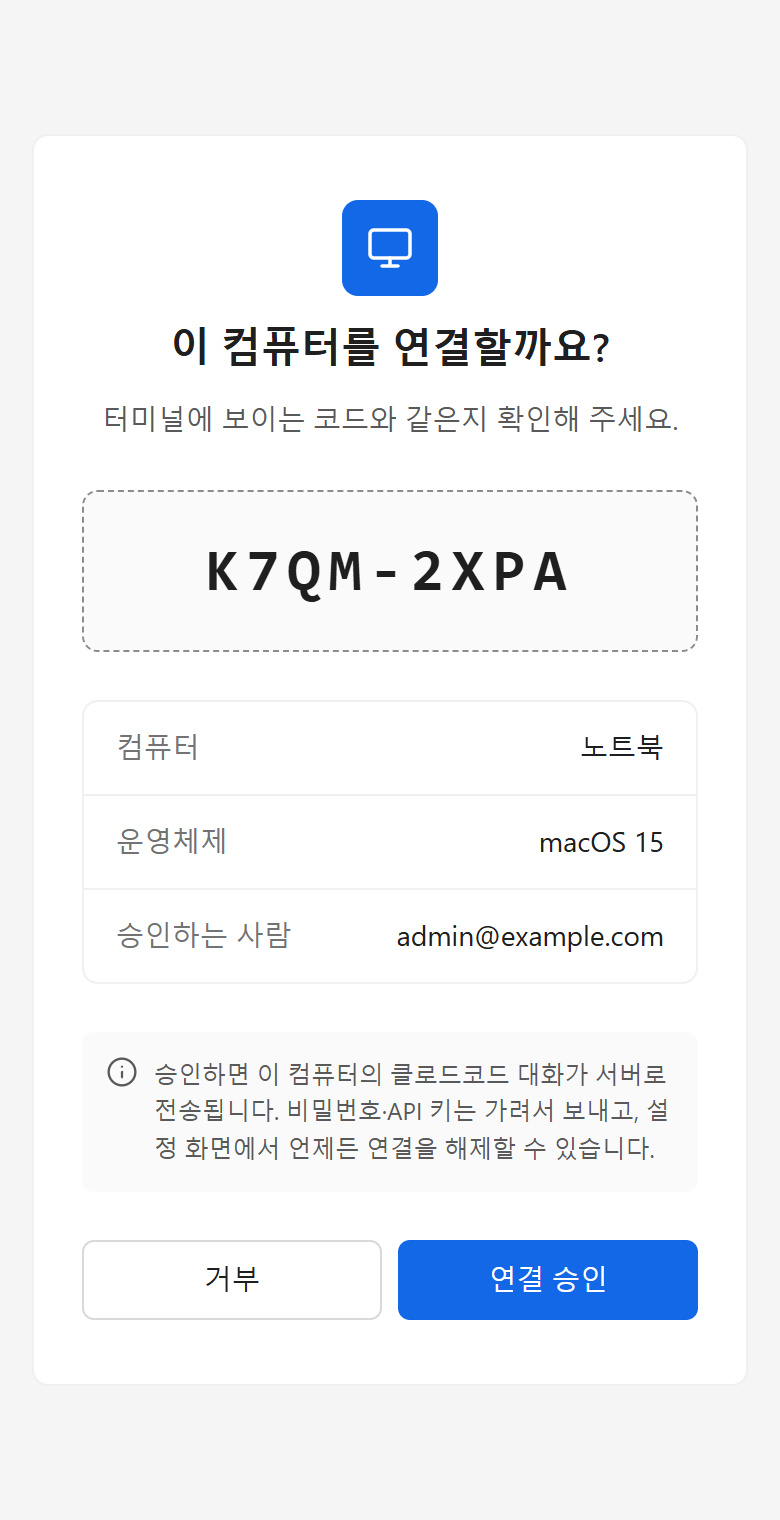 이 컴퓨터를 연결할까요?
터미널에 보이는 코드와 같은지 확인해 주세요.
K7QM-2XPA
컴퓨터 노트북
운영체제 macOS 15
승인하는 사람 admin@example.com
승인하면 이 컴퓨터의 클로드코드 대화가 서버로
전송됩니다. 비밀번호·API 키는 가려서 보내고, 설
정 화면에서 언제든 연결을 해제할 수 있습니다.
거부 연결 승인